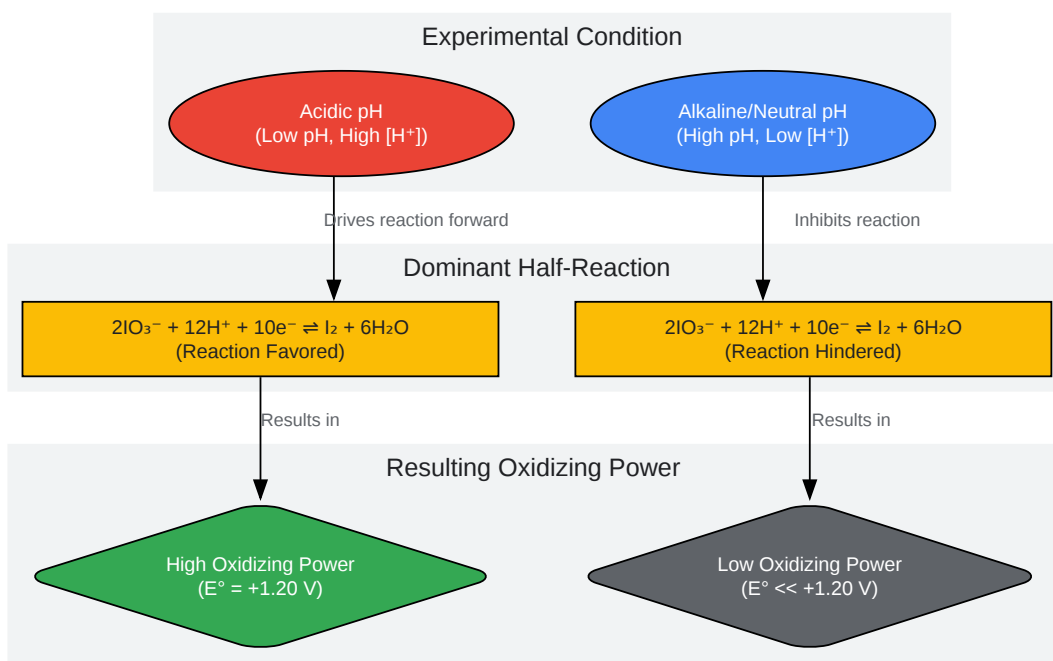 Experimental Condition
Acidic pH
(Low pH, High [H⁺])
Alkaline/Neutral pH
(High pH, Low [H⁺])
Drives reaction forward
Inhibits reaction
Dominant Half-Reaction
2IO₃⁻ + 12H⁺ + 10e⁻ ⇌ I₂ + 6H₂O
(Reaction Favored)
2IO₃⁻ + 12H⁺ + 10e⁻ ⇌ I₂ + 6H₂O
(Reaction Hindered)
Results in
Results in
Resulting Oxidizing Power
High Oxidizing Power
(E° = +1.20 V)
Low Oxidizing Power
(E° << +1.20 V)